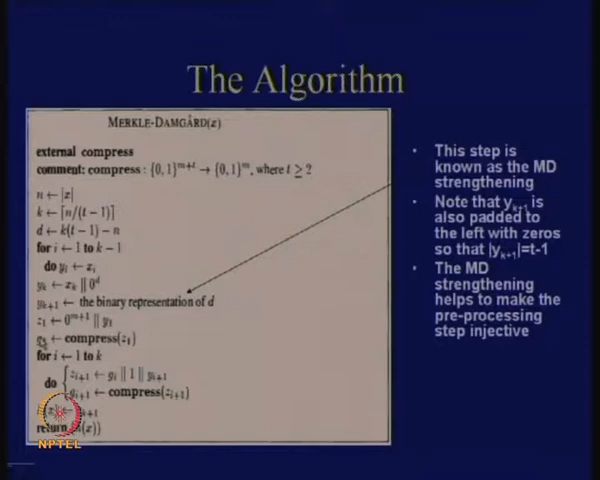 The Algorithm
MERKLE-DAMGÅRD(x)
external compress
comment: compress : {0, 1}^{m+t} → {0, 1}^m, where t ≥ 2
n ← |x|
k ← ⌈n/(t − 1)⌉
d ← k(t − 1) − n
for i ← 1 to k − 1
do y_i ← x_i
y_k ← x_k || 0^d
y_{k+1} ← the binary representation of d
z_1 ← 0^{m+1} || y_1
g_1 ← compress(z_1)
for i ← 1 to k
do { z_{i+1} ← g_i || 1 || y_{i+1}
g_{i+1} ← compress(z_{i+1})
return (x))
NPTEL
• This step is
known as the MD
strengthening
• Note that y_{k+1} is
also padded to
the left with zeros
so that |y_{k+1}|=t-1
• The MD
strengthening
helps to make the
pre-processing
step injective